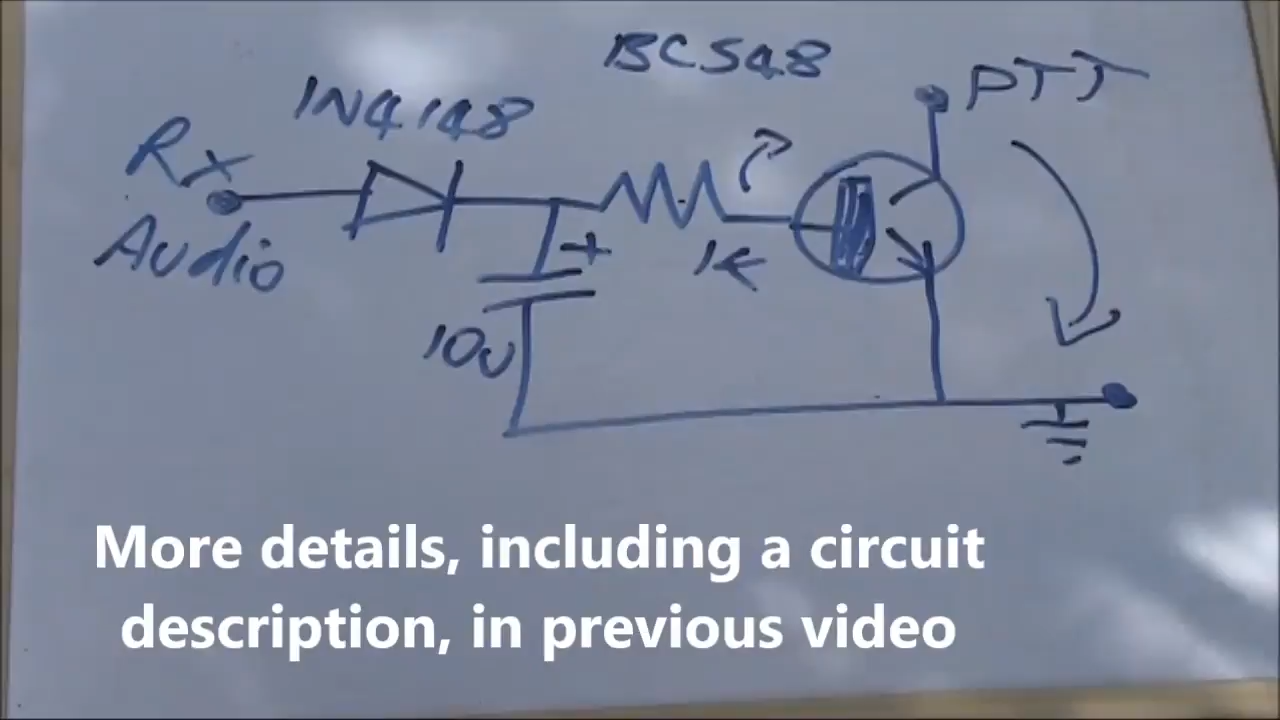 BC548
1N4148
PTT
Rx
Audio
+
1K
10u
More details, including a circuit
description, in previous video